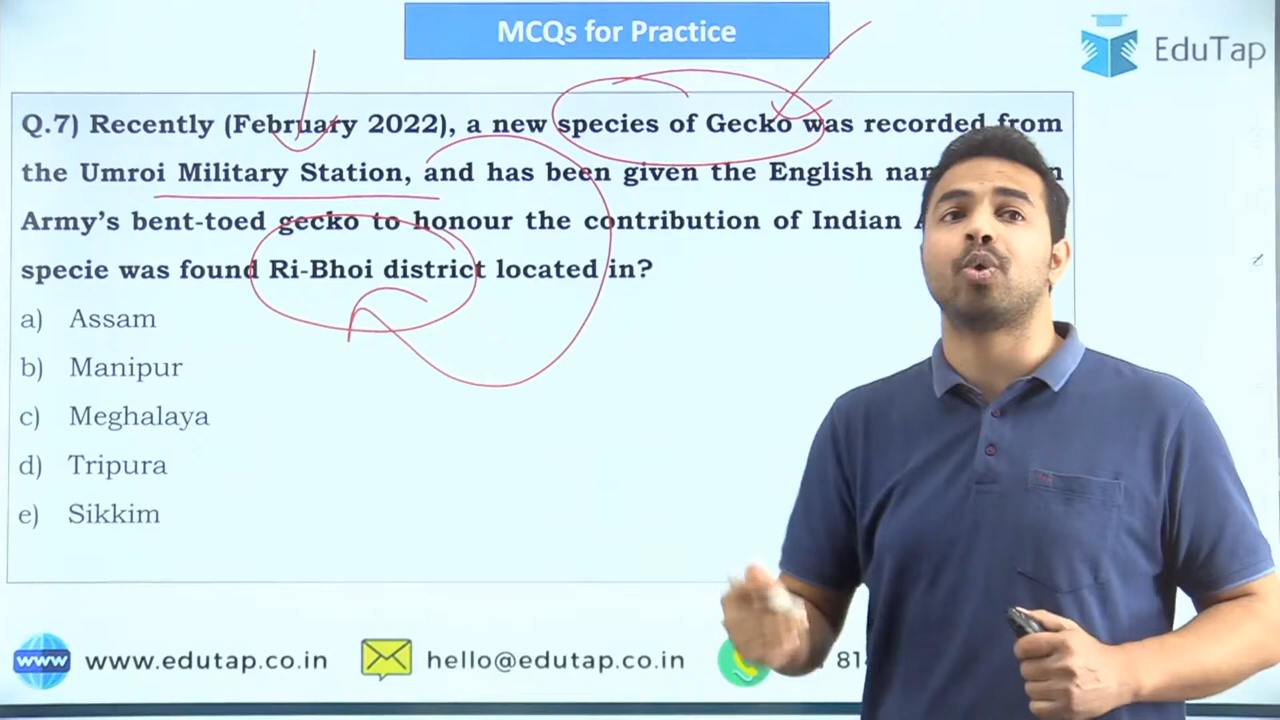 MCQs for Practice
EduTap
Q.7) Recently (February 2022), a new species of Gecko was recorded from
the Umroi Military Station, and has been given the English
Army's bent-toed gecko to honour the contribution of Indian
specie was found Ri-Bhoi district located in?
a) Assam
b) Manipur
c) Meghalaya
d) Tripura
e) Sikkim
www www.edutap.co.in hello@edutap.co.in